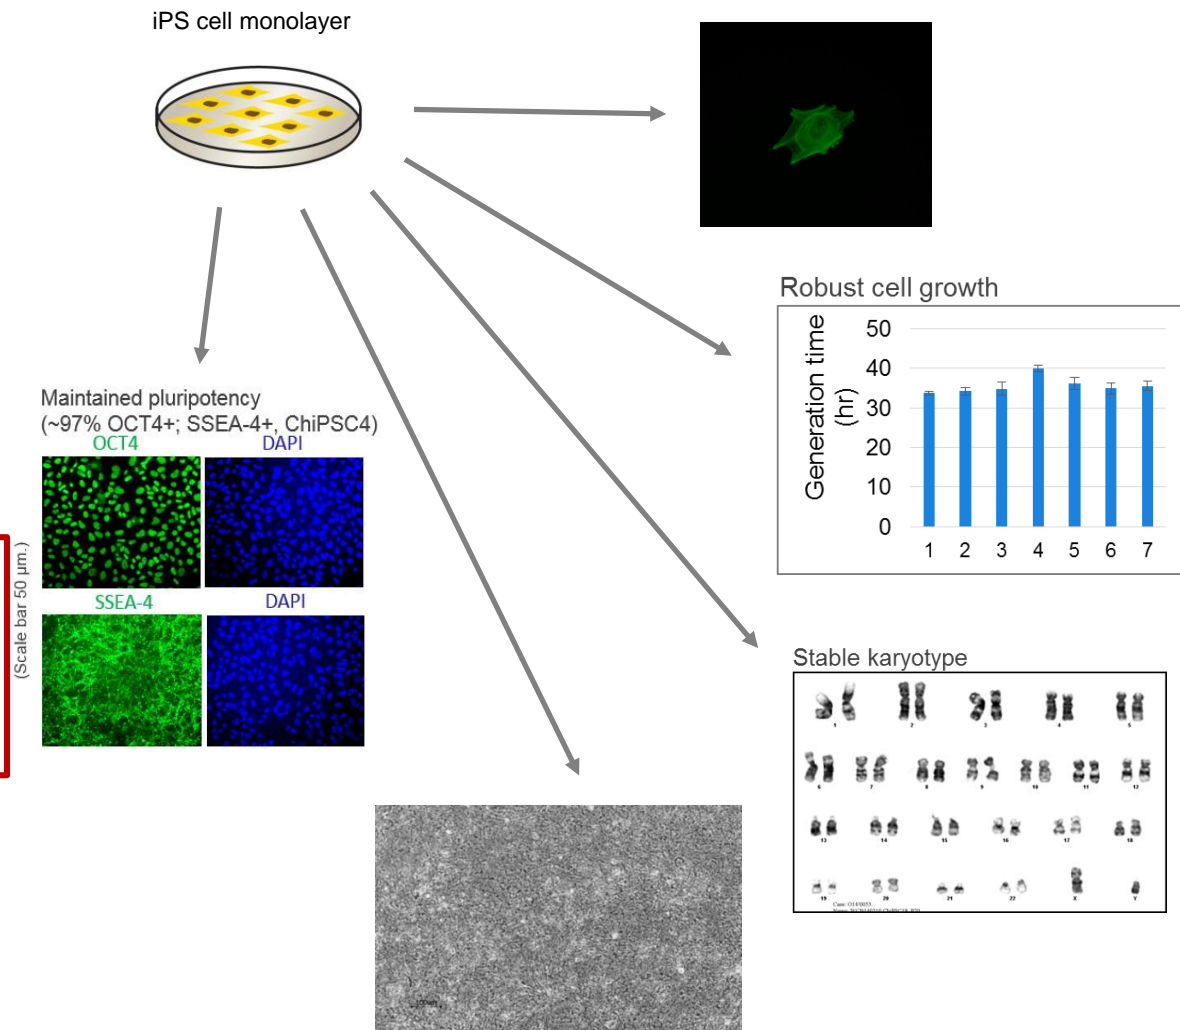 iPS cell monolayer
Robust cell growth
Generation time
(hr)
50
40
30
20
10
0
1 2 3 4 5 6 7
Maintained pluripotency
(~97% OCT4+; SSEA-4+, ChiPSC4)
OCT4 DAPI
SSEA-4 DAPI
(Scale bar 50 µm.)
Stable karyotype
1 2 3 4 5
6 7 8 9 10 11 12
13 14 15 16 17 18
19 20 21 22 X Y